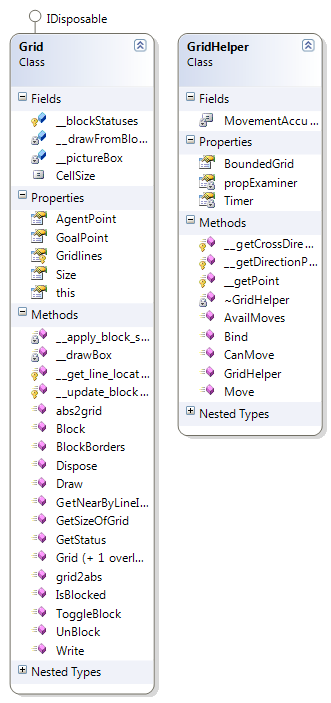 IDisposable
Grid
Class
Fields
__blockStatuses
__drawFromBlo...
__pictureBox
CellSize
Properties
AgentPoint
GoalPoint
Gridlines
Size
this
Methods
__apply_block_s...
__drawBox
__get_line_locat...
__update_block...
abs2grid
Block
BlockBorders
Dispose
Draw
GetNearByLineI...
GetSizeOfGrid
GetStatus
Grid (+ 1 overl...
grid2abs
IsBlocked
ToggleBlock
UnBlock
Write
Nested Types
GridHelper
Class
Fields
MovementAccu...
Properties
BoundedGrid
propExaminer
Timer
Methods
__getCrossDire...
__getDirectionP...
__getPoint
~GridHelper
AvailMoves
Bind
CanMove
GridHelper
Move
Nested Types